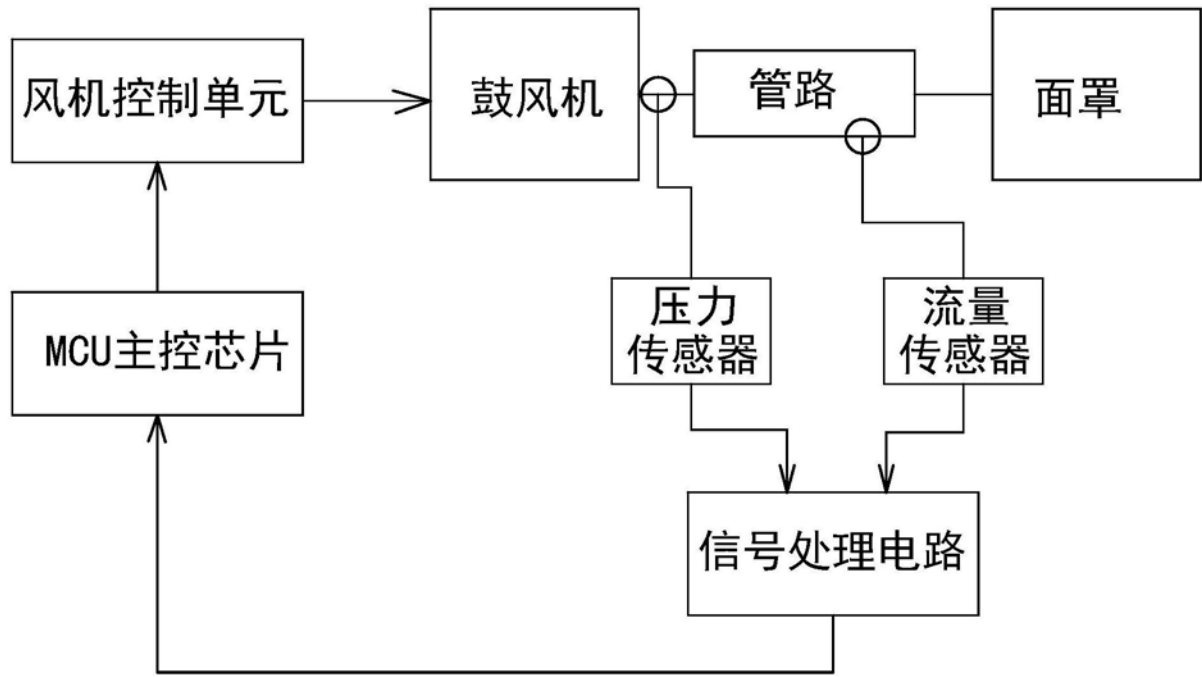 风机控制单元
鼓风机
管路
面罩
MCU主控芯片
压力
传感器
流量
传感器
信号处理电路